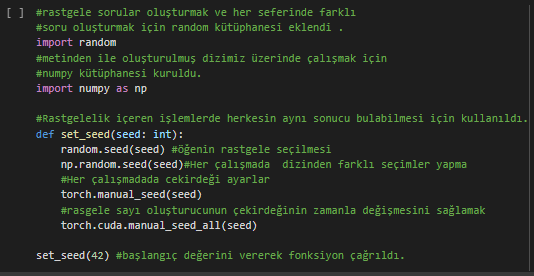 [ ] #rastgele sorular oluşturmak ve her seferinde farklı
#soru oluşturmak için random kütüphanesi eklendi .
import random
#metinden ile oluşturulmuş dizimiz üzerinde çalışmak için
#numpy kütüphanesi kuruldu.
import numpy as np

#Rastgelelik içeren işlemlerde herkesin aynı sonucu bulabilmesi için kullanıldı.
def set_seed(seed: int):
    random.seed(seed) #öğenin rastgele seçilmesi
    np.random.seed(seed)#Her çalışmada  dizinden farklı seçimler yapma
    #Her çalışmadada cekirdeği ayarlar
    torch.manual_seed(seed)
    #rasgele sayı oluşturucunun çekirdeğinin zamanla değişmesini sağlamak
    torch.cuda.manual_seed_all(seed)

set_seed(42) #başlangıç değerini vererek fonksiyon çağrıldı.